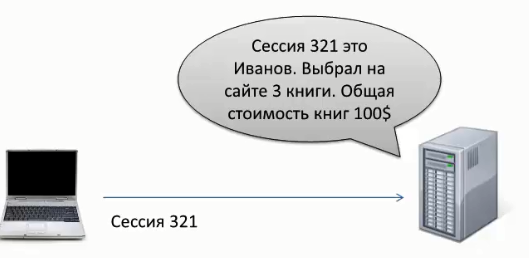 Сессия 321 это
Иванов. Выбрал на
сайте 3 книги. Общая
стоимость книг 100$
Сессия 321